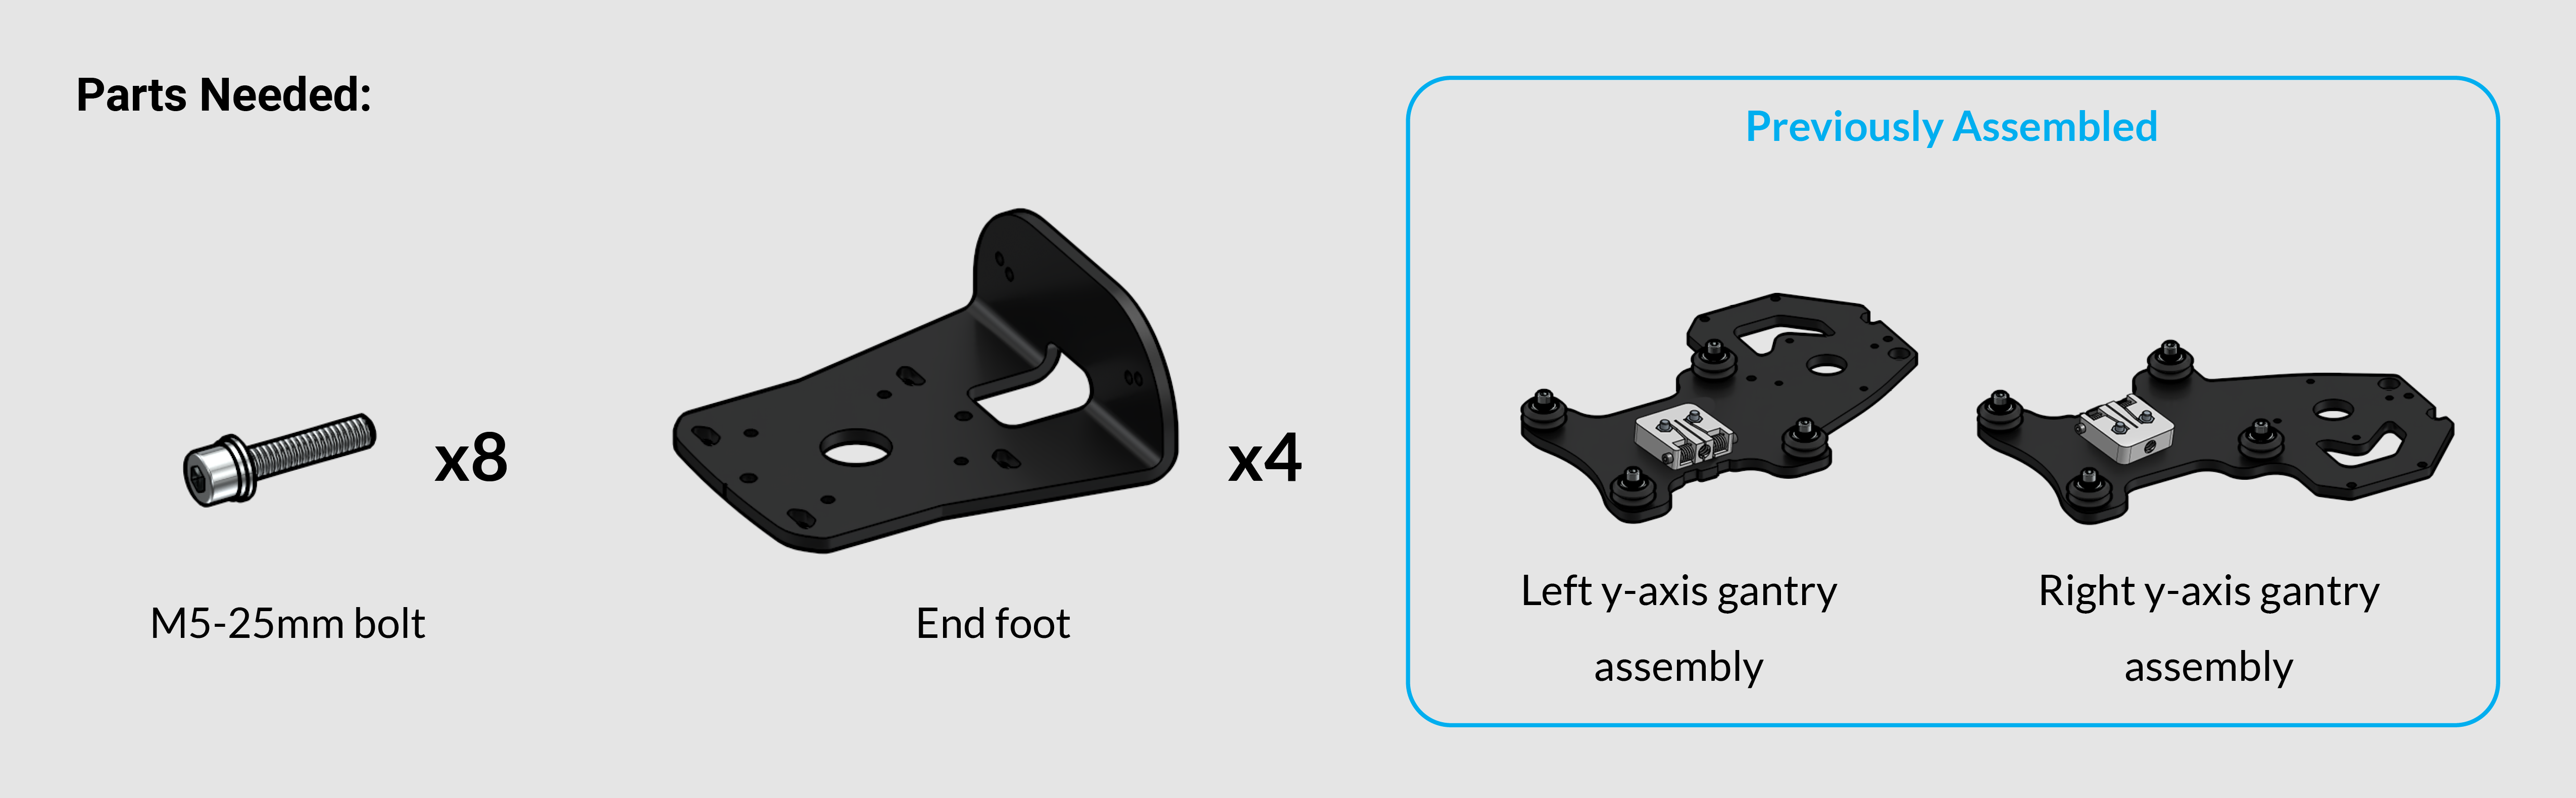 Parts Needed:
Previously Assembled
x8
x4
M5-25mm bolt
End foot
Left y-axis gantry
assembly
Right y-axis gantry
assembly